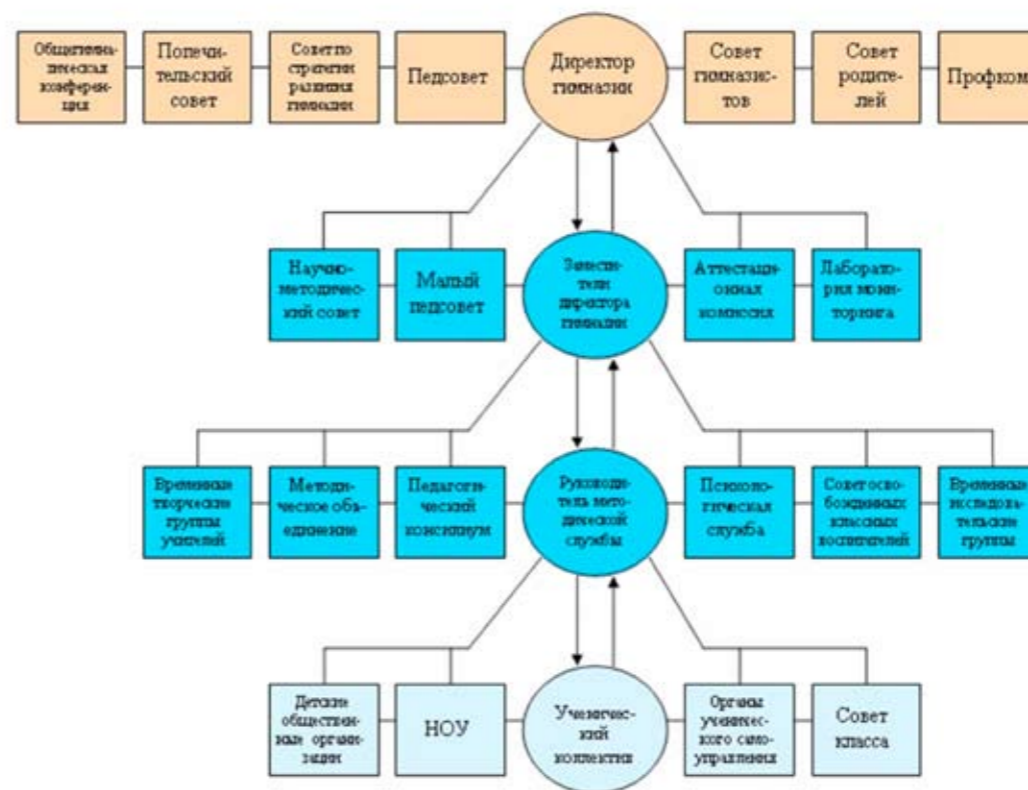 Общегимна-
зическая
конферен-
ция
Попечи-
тельский
совет
Совет по
стратегии
развития
гимназии
Педсовет
Директор
гимназии
Совет
гимназис-
тов
Совет
родите-
лей
Профком
Научно-
методичес-
кий совет
Малый
педсовет
Замести-
тели
директора
гимназии
Аттестаци-
онная
комиссия
Лаборато-
рия мони-
торинга
Временные
творческие
группы
учителей
Методи-
ческое объ-
единение
Педагоги-
ческий
консилиум
Руководи-
тель мето-
дической
службы
Психоло-
гическая
служба
Совет осво-
божденных
классных
воспитателей
Временные
исследова-
тельские
группы
Детские
обществен-
ные органи-
зации
НОУ
Ученичес-
кий
коллектив
Органы
ученичес-
кого само-
управления
Совет
класса